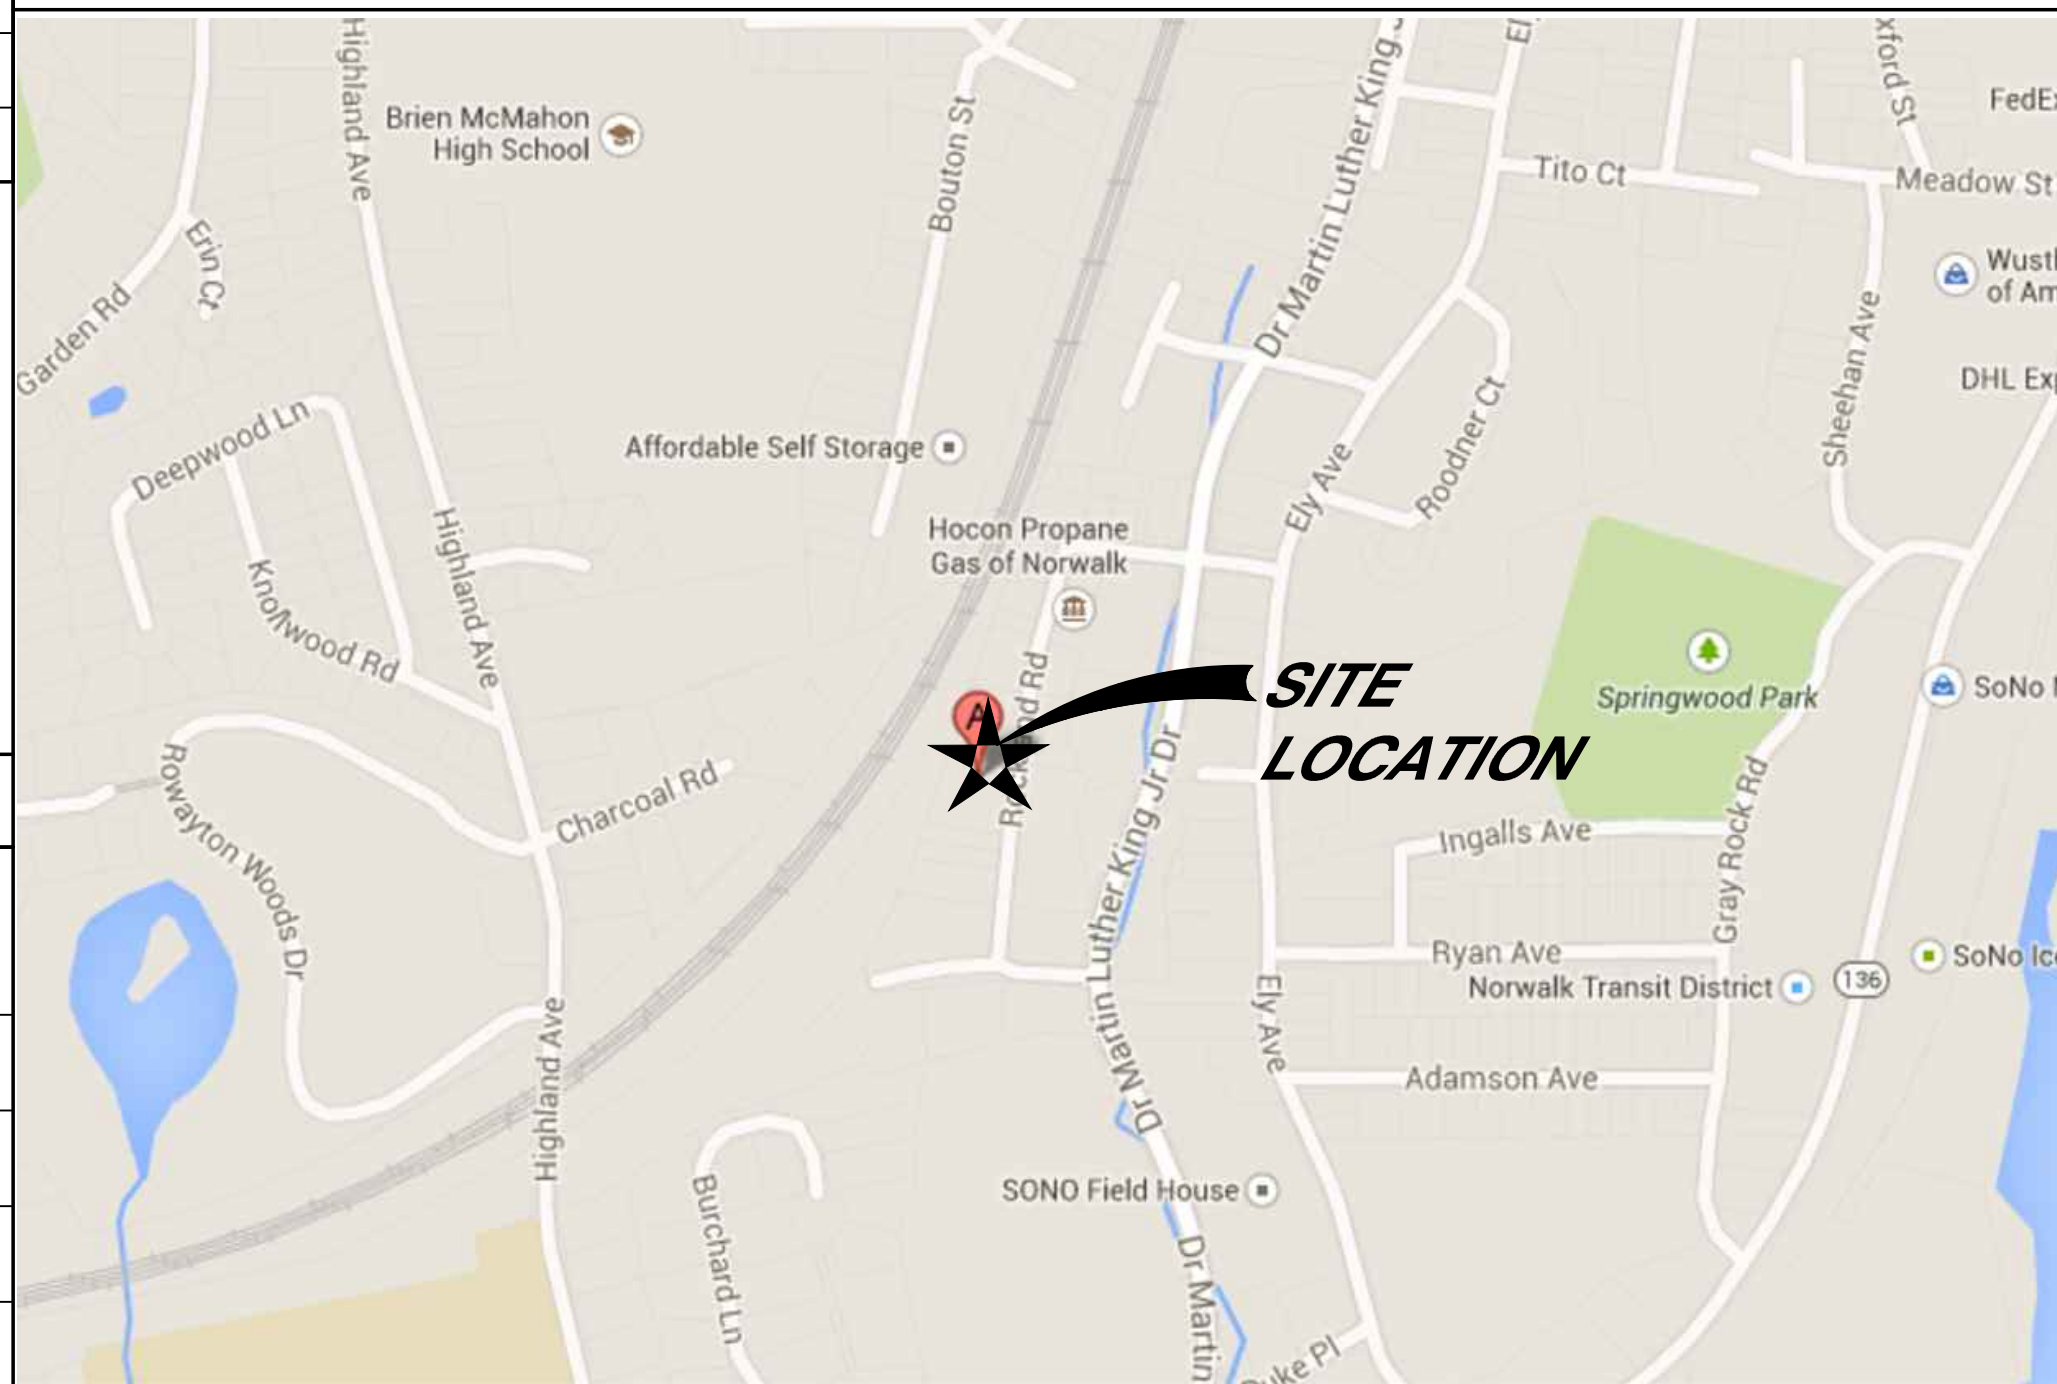 Highland Ave
Brien McMahon
High School
Bouton St
Dr Martin Luther King
Tito Ct
Meadow St
Erin Ct
Garden Rd
Sheehan Ave
Deepwood Ln
Affordable Self Storage
Roodner Ct
Ely Ave
Highland Ave
Hocon Propane
Gas of Norwalk
Knollwood Rd
SITE
LOCATION
A
Springwood Park
SoNo
Rowayton Woods Dr
Charcoal Rd
Dr Martin Luther King Jr Dr
Ingalls Ave
Gray Rock Rd
Ryan Ave
Norwalk Transit District
136
SoNo
Ely Ave
Highland Ave
Dr Martin
Adamson Ave
SONO Field House
Burchard Ln
Dr Martin
Pl